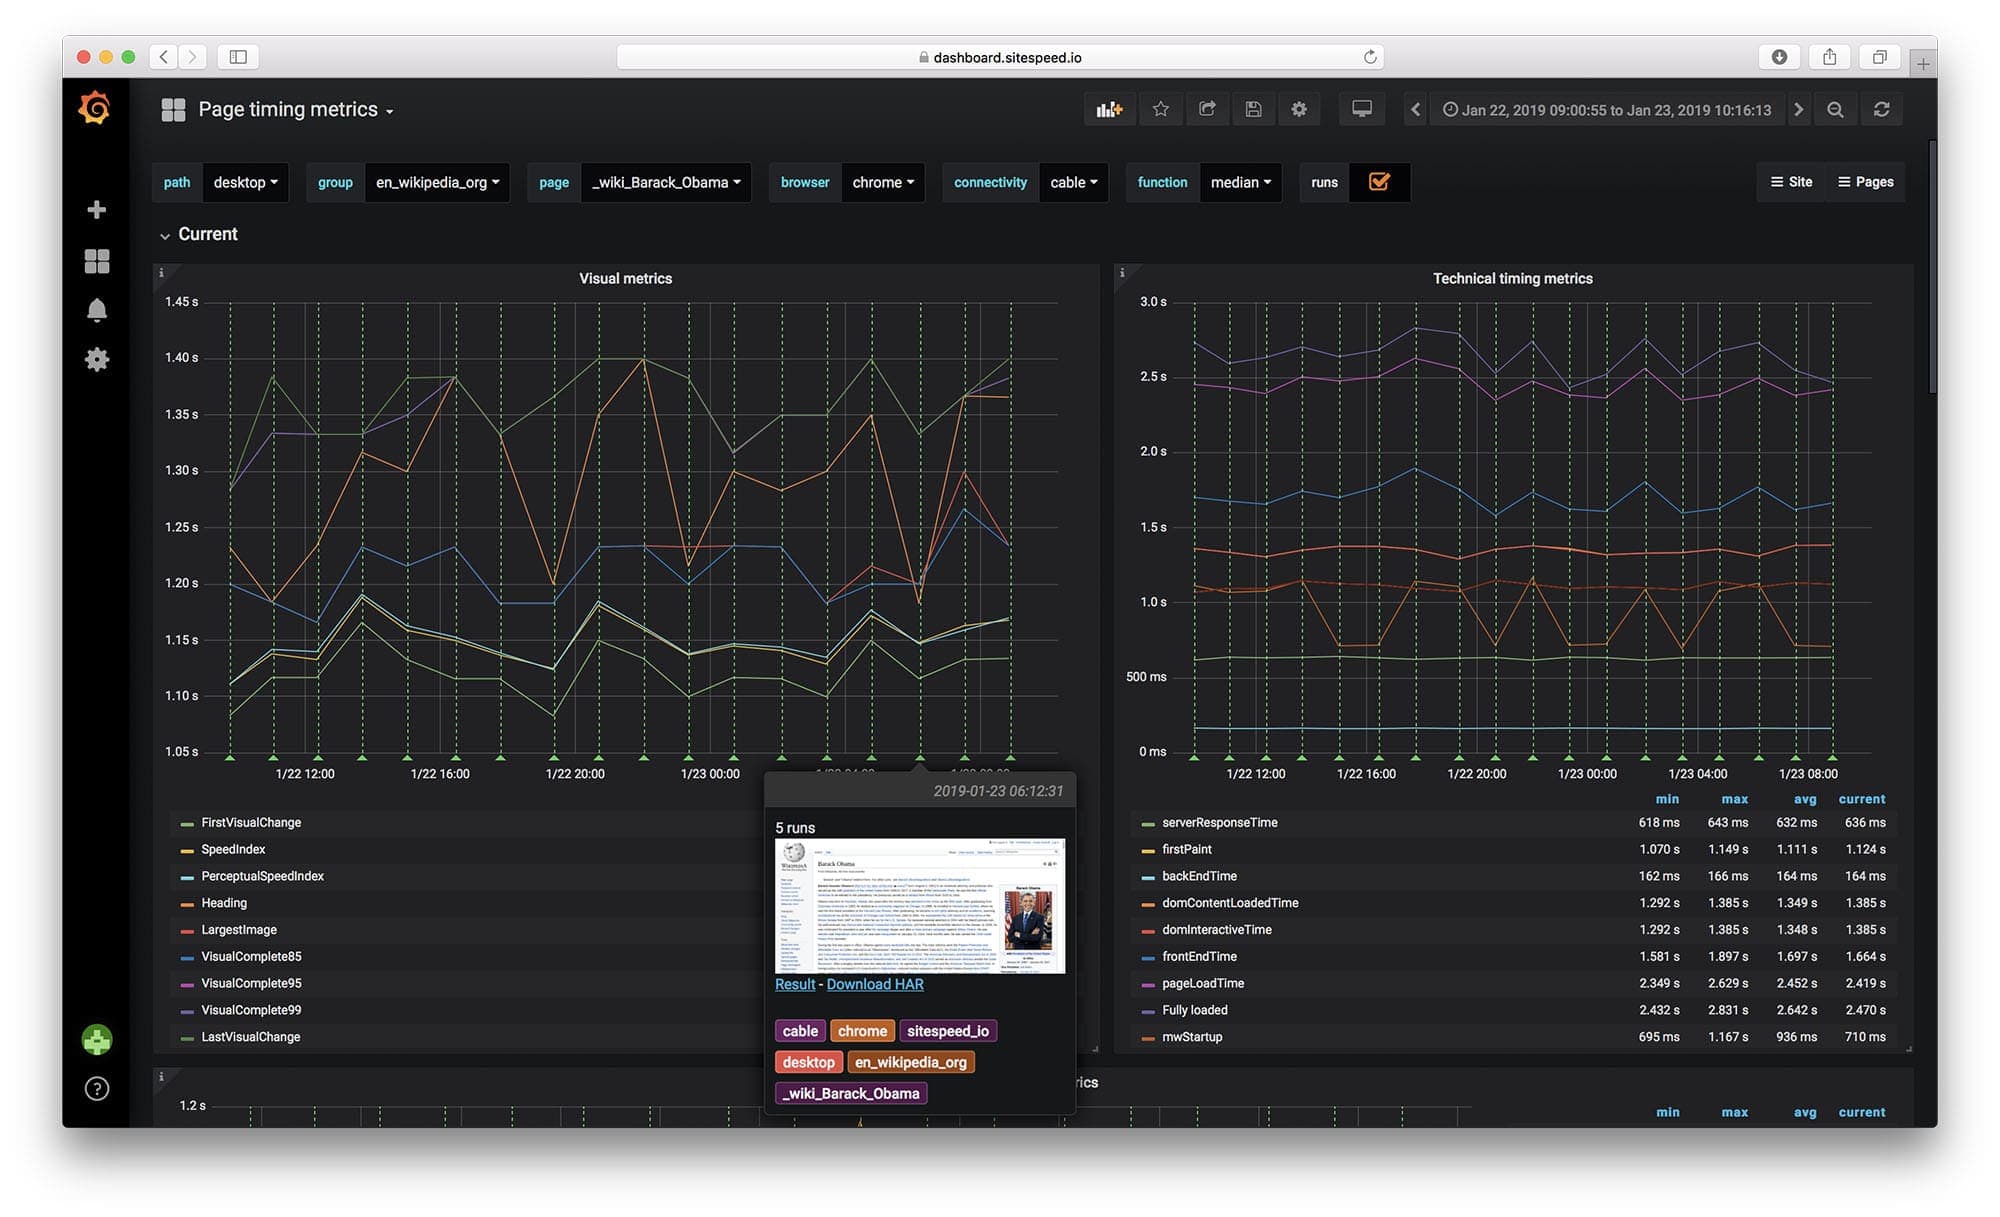 dashboard.sitespeed.io
Page timing metrics
Jan 22, 2019 09:00:55 to Jan 23, 2019 10:16:13
path desktop group en_wikipedia_org page _wiki_Barack_Obama browser chrome connectivity cable function median runs Site Pages
Current
Visual metrics
1.45 s
1.40 s
1.35 s
1.30 s
1.25 s
1.20 s
1.15 s
1.10 s
1.05 s
1/22 12:00 1/22 16:00 1/22 20:00 1/23 00:00
FirstVisualChange
SpeedIndex
PerceptualSpeedIndex
Heading
LargestImage
VisualComplete85
VisualComplete95
VisualComplete99
LastVisualChange
2019-01-23 06:12:31
5 runs
WIKIPEDIA
Barack Obama
Result - Download HAR
cable chrome sitespeed_io
desktop en_wikipedia_org
_wiki_Barack_Obama
Technical timing metrics
3.0 s
2.5 s
2.0 s
1.5 s
1.0 s
500 ms
0 ms
1/22 12:00 1/22 16:00 1/22 20:00 1/23 00:00 1/23 04:00 1/23 08:00
min max avg current
serverResponseTime 618 ms 643 ms 632 ms 636 ms
firstPaint 1.070 s 1.149 s 1.111 s 1.124 s
backEndTime 162 ms 166 ms 164 ms 164 ms
domContentLoadedTime 1.292 s 1.385 s 1.349 s 1.385 s
domInteractiveTime 1.292 s 1.385 s 1.348 s 1.385 s
frontEndTime 1.581 s 1.897 s 1.697 s 1.664 s
pageLoadTime 2.349 s 2.629 s 2.452 s 2.419 s
Fully loaded 2.432 s 2.831 s 2.642 s 2.470 s
mwStartup 695 ms 1.167 s 936 ms 710 ms
rics
1.2 s
min max avg current